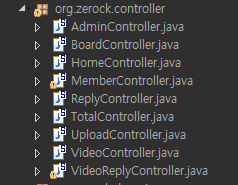 org.zerock.controller
AdminController.java
BoardController.java
HomeController.java
MemberController.java
ReplyController.java
TotalController.java
UploadController.java
VideoController.java
VideoReplyController.java